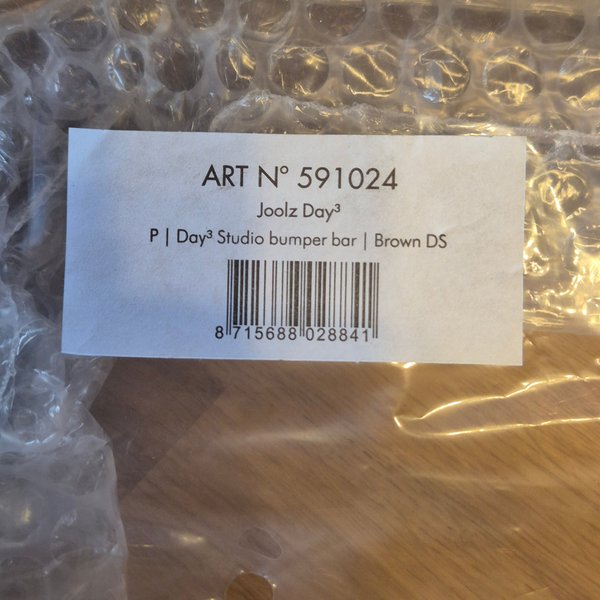 ART N° 591024
Joolz Day³
P | Day³ Studio bumper bar | Brown DS
8 715688 028841